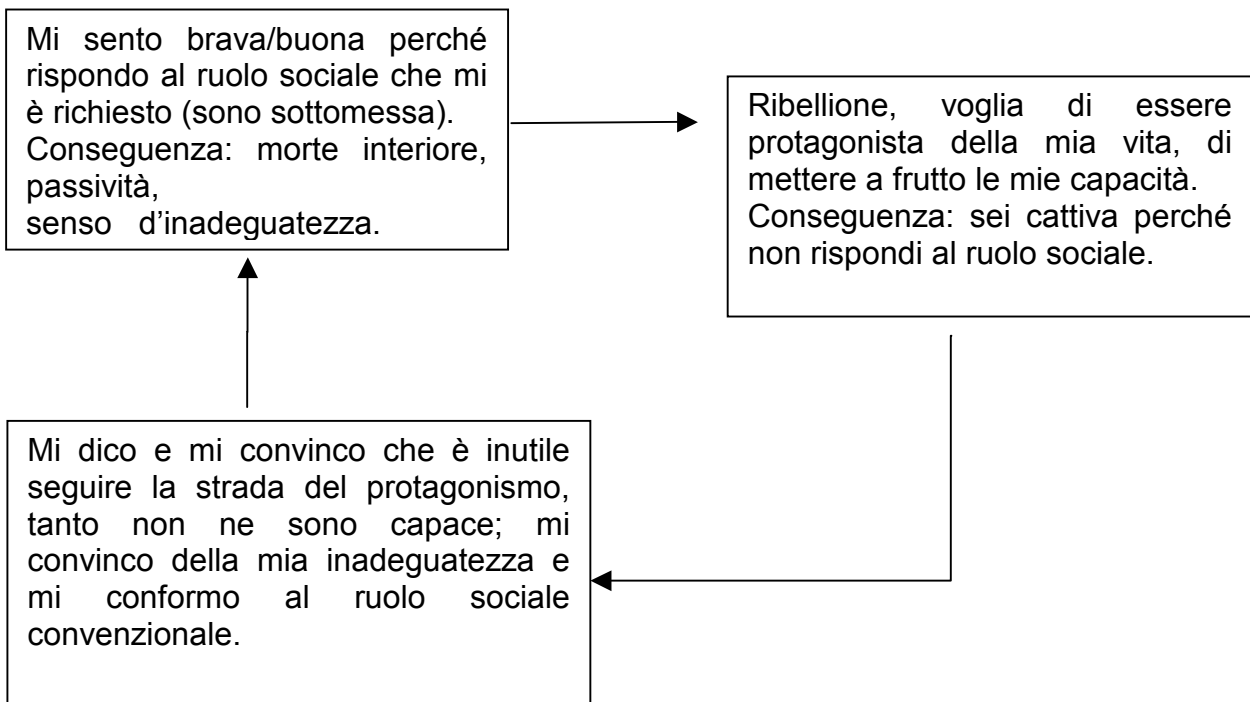 Mi sento brava/buona perché
rispondo al ruolo sociale che mi
è richiesto (sono sottomessa).
Conseguenza: morte interiore,
passività,
senso d'inadeguatezza.
Ribellione, voglia di essere
protagonista della mia vita, di
mettere a frutto le mie capacità.
Conseguenza: sei cattiva perché
non rispondi al ruolo sociale.
Mi dico e mi convinco che è inutile
seguire la strada del protagonismo,
tanto non ne sono capace; mi
convinco della mia inadeguatezza e
mi conformo al ruolo sociale
convenzionale.